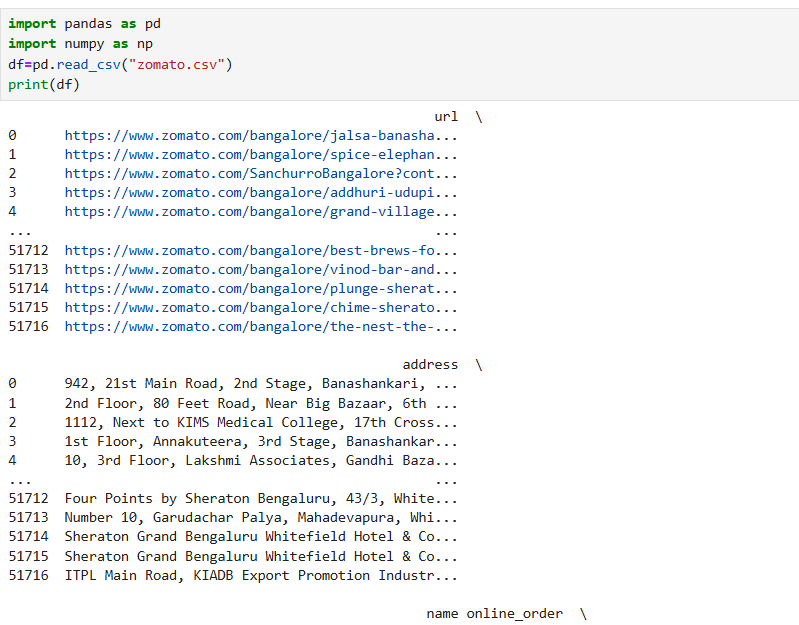 import pandas as pd
import numpy as np
df=pd.read_csv("zomato.csv")
print(df)
url \
0 https://www.zomato.com/bangalore/jalsa-banasha...
1 https://www.zomato.com/bangalore/spice-elephan...
2 https://www.zomato.com/SanchurroBangalore?cont...
3 https://www.zomato.com/bangalore/addhuri-udupi...
4 https://www.zomato.com/bangalore/grand-village...
... ...
51712 https://www.zomato.com/bangalore/best-brews-fo...
51713 https://www.zomato.com/bangalore/vinod-bar-and...
51714 https://www.zomato.com/bangalore/plunge-sherat...
51715 https://www.zomato.com/bangalore/chime-sherato...
51716 https://www.zomato.com/bangalore/the-nest-the-...
address \
0 942, 21st Main Road, 2nd Stage, Banashankari, ...
1 2nd Floor, 80 Feet Road, Near Big Bazaar, 6th ...
2 1112, Next to KIMS Medical College, 17th Cross...
3 1st Floor, Annakuteera, 3rd Stage, Banashankar...
4 10, 3rd Floor, Lakshmi Associates, Gandhi Baza...
... ...
51712 Four Points by Sheraton Bengaluru, 43/3, White...
51713 Number 10, Garudachar Palya, Mahadevapura, Whi...
51714 Sheraton Grand Bengaluru Whitefield Hotel & Co...
51715 Sheraton Grand Bengaluru Whitefield Hotel & Co...
51716 ITPL Main Road, KIADB Export Promotion Industr...
name online_order \